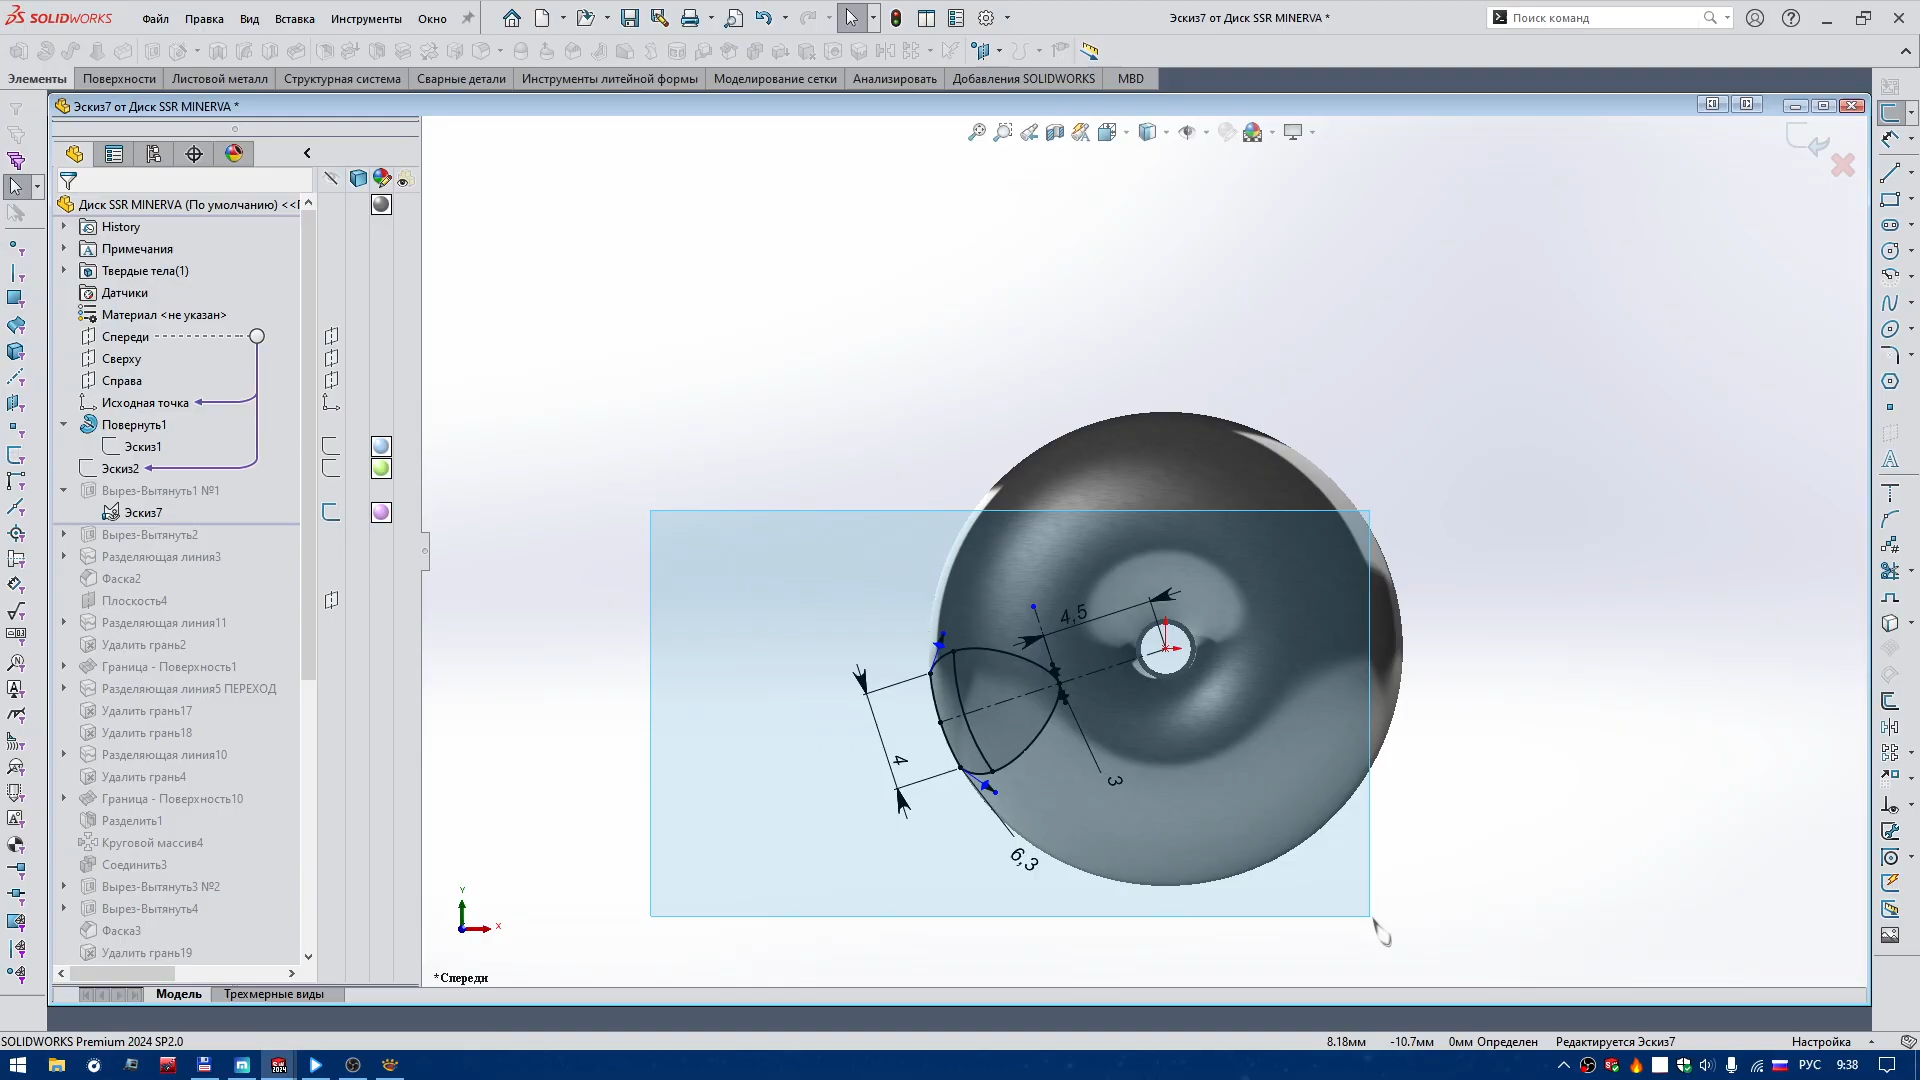 SOLIDWORKS
Файл Правка Вид Вставка Инструменты Окно
Эскиз7 от Диск SSR MINERVA *
Поиск команд
Элементы Поверхности Листовой металл Структурная система Сварные детали Инструменты литейной формы Моделирование сетки Анализировать Добавления SOLIDWORKS MBD
Эскиз7 от Диск SSR MINERVA *
Диск SSR MINERVA (По умолчанию) <<
History
Примечания
Твердые тела(1)
Датчики
Материал <не указан>
Спереди
Сверху
Справа
Исходная точка
Повернуть1
Эскиз1
Эскиз2
Вырез-Вытянуть1 №1
Эскиз7
Вырез-Вытянуть2
Разделяющая линия3
Фаска2
Плоскость4
Разделяющая линия11
Удалить грань2
Граница - Поверхность1
Разделяющая линия5 ПЕРЕХОД
Удалить грань17
Удалить грань18
Разделяющая линия10
Удалить грань4
Граница - Поверхность10
Разделить1
Круговой массив4
Соединить3
Вырез-Вытянуть3 №2
Вырез-Вытянуть4
Фаска3
Удалить грань19
4,5
4
3
6,3
Y
X
*Спереди
Модель Трехмерные виды
SOLIDWORKS Premium 2024 SP2.0
8.18мм -10.7мм 0мм Определен Редактируется Эскиз7 Настройка
РУС 9:38